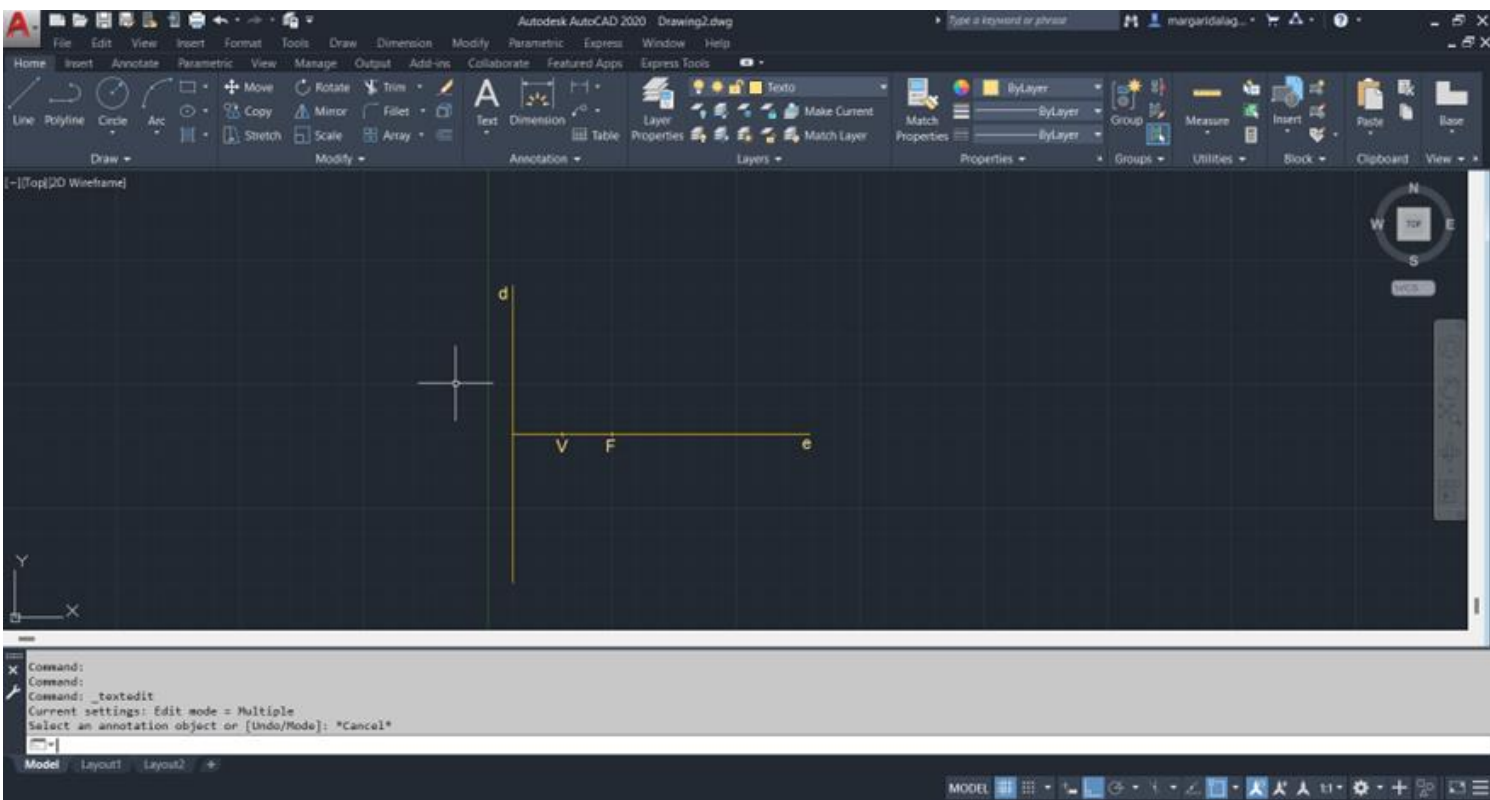 Autodesk AutoCAD 2020 Drawing2.dwg
Type a keyword or phrase
margaridalag...
File Edit View Insert Format Tools Draw Dimension Modify Parametric Express Window Help
Home Insert Annotate Parametric View Manage Output Add-ins Collaborate Featured Apps Express Tools
Line Polyline Circle Arc
Move Rotate Trim
Copy Mirror Fillet
Stretch Scale Array
Text Dimension
Table
Layer Properties
Texto
Make Current
Match Layer
Match Properties
ByLayer
ByLayer
ByLayer
Group
Measure
Insert
Paste
Base
Draw Modify Annotation Layers Properties Groups Utilities Block Clipboard View
[-][Top][2D Wireframe]
N
W TOP E
S
WCS
d
V F e
Y
X
Command:
Command:
Command: _textedit
Current settings: Edit mode = Multiple
Select an annotation object or [Undo/Mode]: *Cancel*
Model Layout1 Layout2 +
MODEL 1:1